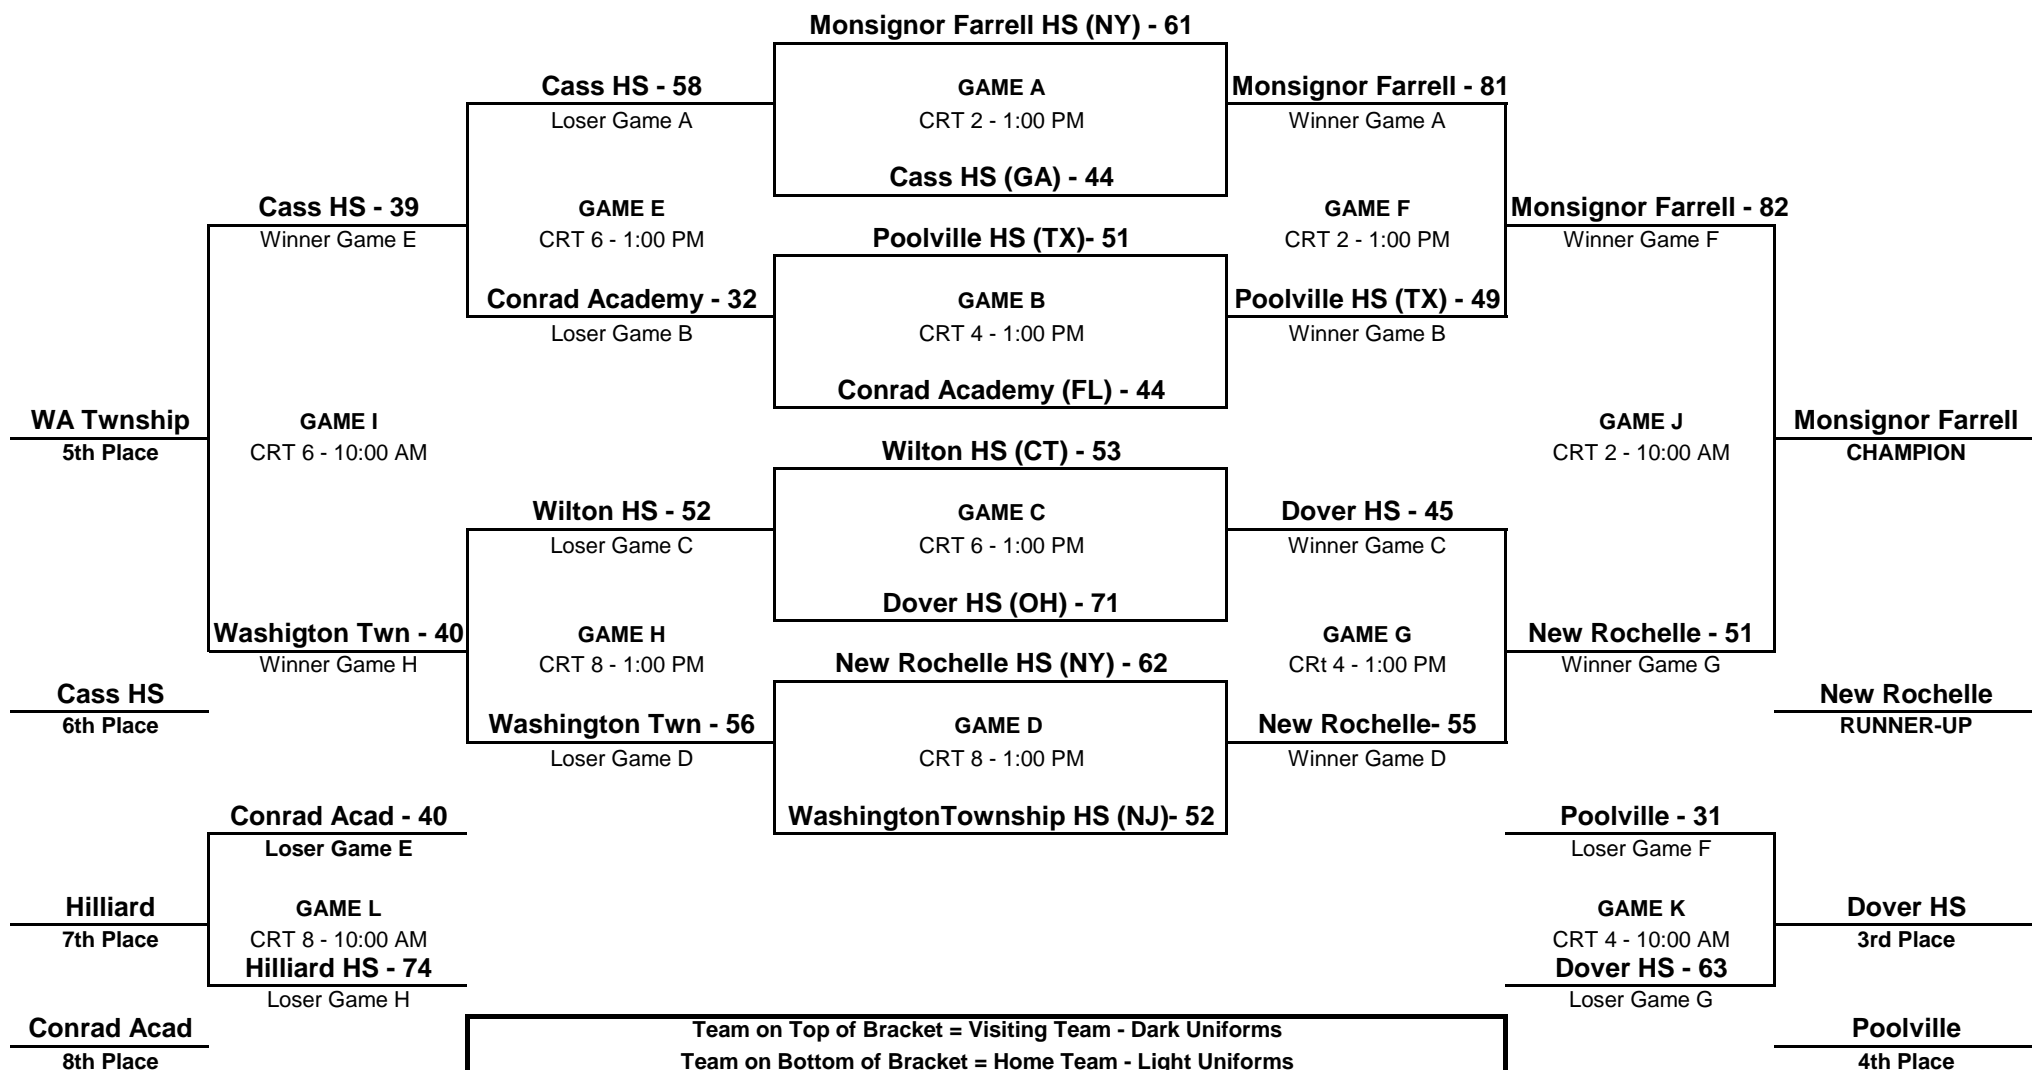 Monsignor Farrell HS (NY) - 61
Cass HS - 58
GAME A
Monsignor Farrell - 81
Loser Game A
CRT 2 - 1:00 PM
Winner Game A
Cass HS (GA) - 44
Cass HS - 39
GAME E
GAME F
Monsignor Farrell - 82
Winner Game E
CRT 6 - 1:00 PM
Poolville HS (TX)- 51
CRT 2 - 1:00 PM
Winner Game F
Conrad Academy - 32
GAME B
Poolville HS (TX) - 49
Loser Game B
CRT 4 - 1:00 PM
Winner Game B
Conrad Academy (FL) - 44
WA Twnship
GAME I
GAME J
Monsignor Farrell
5th Place
CRT 6 - 10:00 AM
Wilton HS (CT) - 53
CRT 2 - 10:00 AM
CHAMPION
Wilton HS - 52
GAME C
Dover HS - 45
Loser Game C
CRT 6 - 1:00 PM
Winner Game C
Dover HS (OH) - 71
Washigton Twn - 40
GAME H
GAME G
New Rochelle - 51
Winner Game H
CRT 8 - 1:00 PM
New Rochelle HS (NY) - 62
CRt 4 - 1:00 PM
Winner Game G
Cass HS
New Rochelle
6th Place
Washington Twn - 56
GAME D
New Rochelle- 55
RUNNER-UP
Loser Game D
CRT 8 - 1:00 PM
Winner Game D
Conrad Acad - 40
WashingtonTownship HS (NJ)- 52
Poolville - 31
Loser Game E
Loser Game F
Hilliard
GAME L
GAME K
Dover HS
7th Place
CRT 8 - 10:00 AM
CRT 4 - 10:00 AM
3rd Place
Hilliard HS - 74
Dover HS - 63
Loser Game H
Loser Game G
Conrad Acad
Team on Top of Bracket = Visiting Team - Dark Uniforms
Poolville
8th Place
Team on Bottom of Bracket = Home Team - Light Uniforms
4th Place